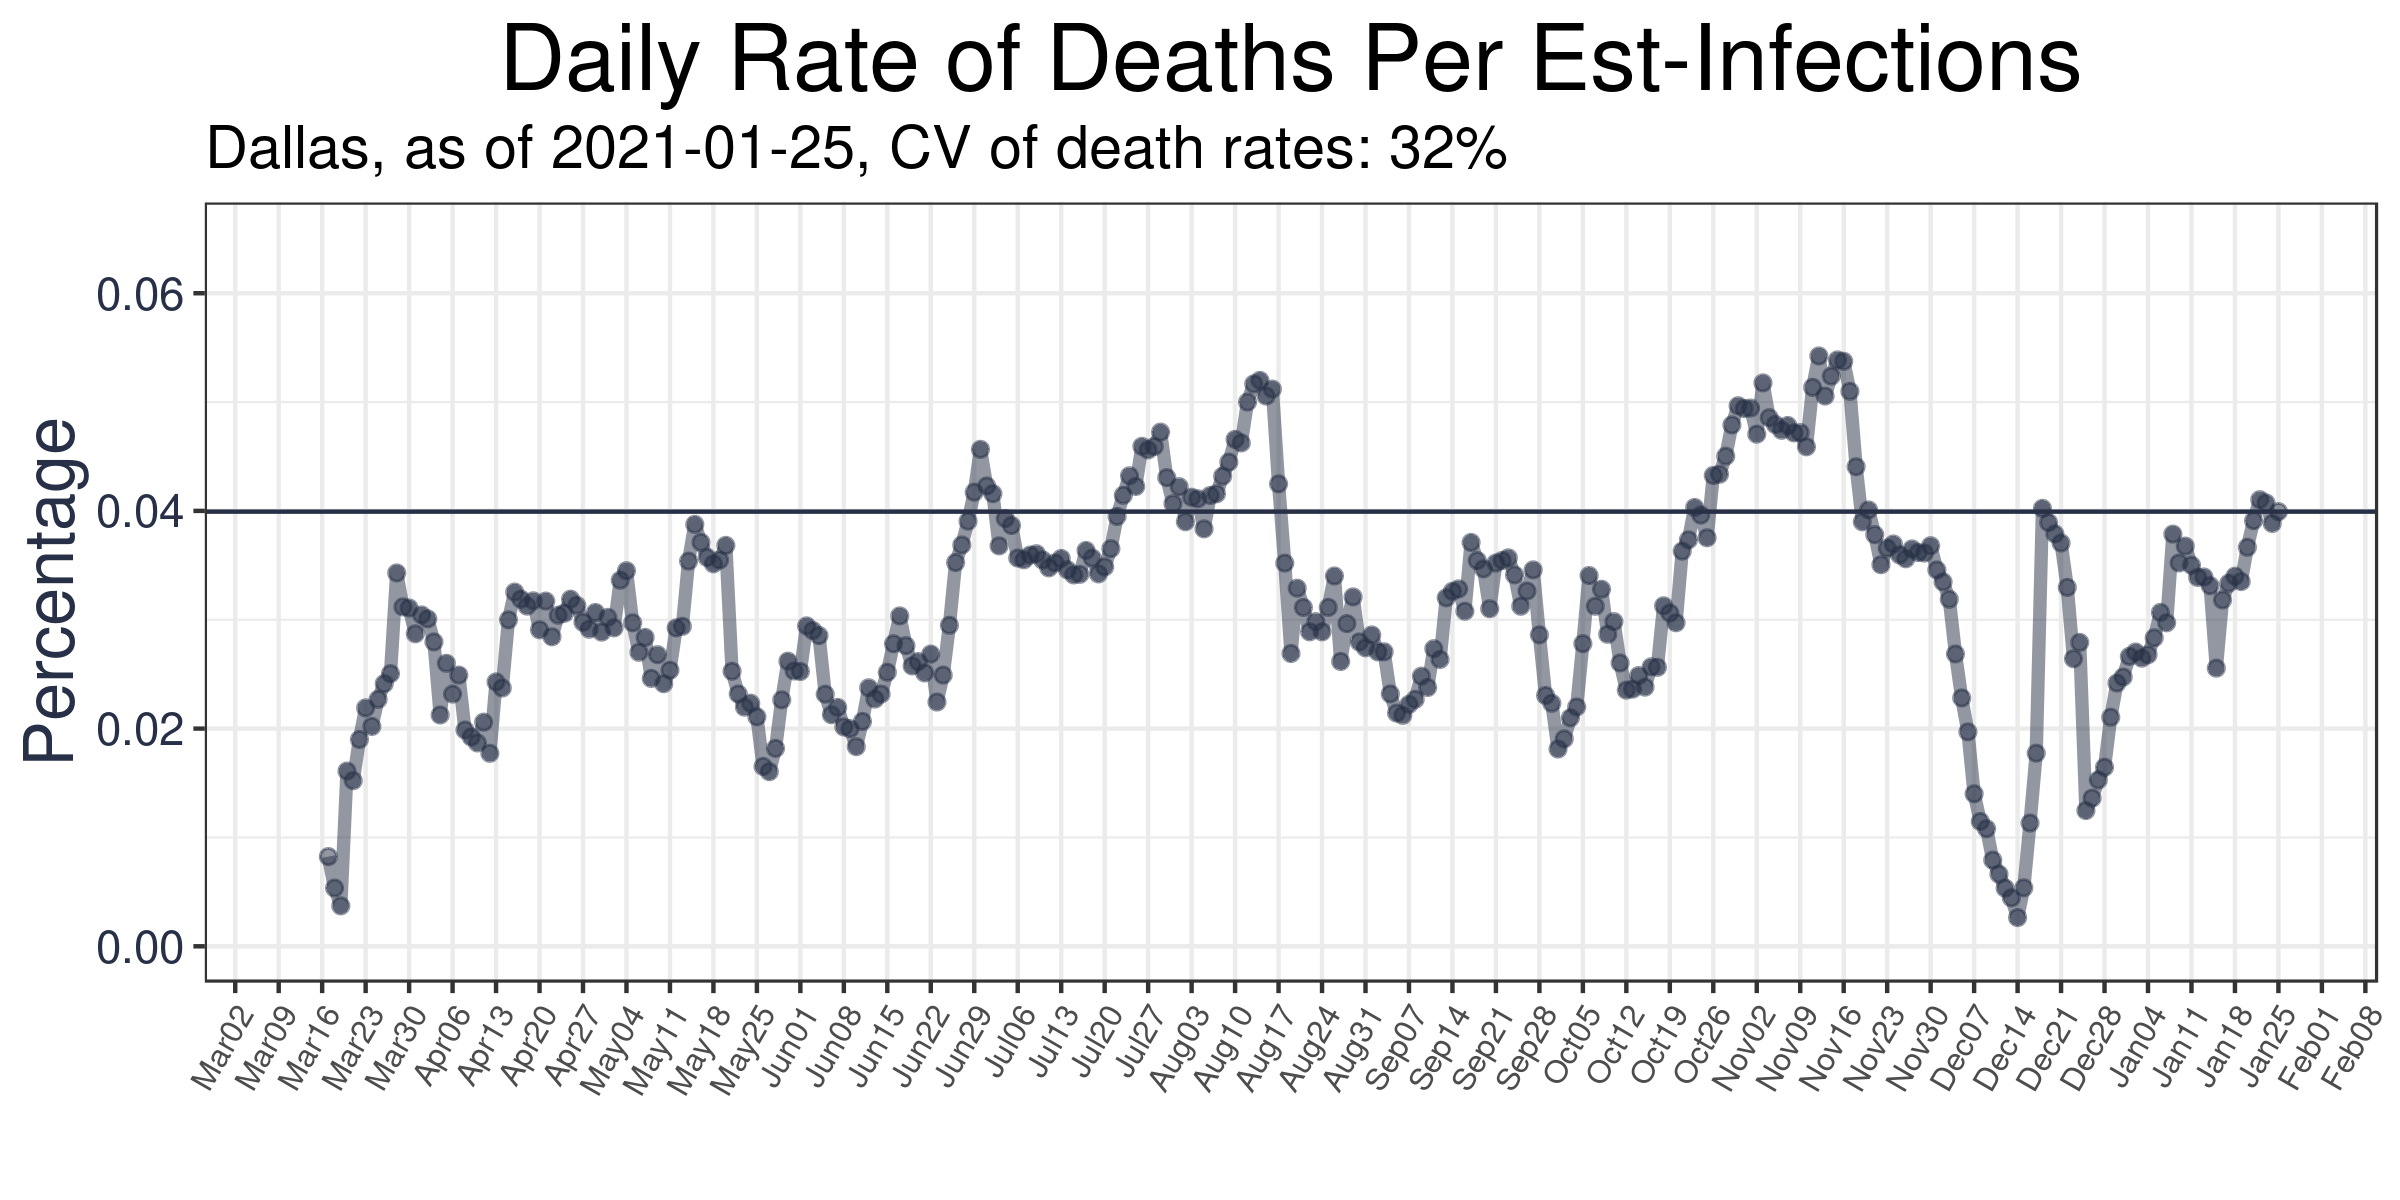 Daily Rate of Deaths Per Est-Infections
Dallas, as of 2021-01-25, CV of death rates: 32%
Percentage
0.06
0.04
0.02
0.00
Mar02 Mar09 Mar16 Mar23 Mar30 Apr06 Apr13 Apr20 Apr27 May04 May11 May18 May25 Jun01 Jun08 Jun15 Jun22 Jun29 Jul06 Jul13 Jul20 Jul27 Aug03 Aug10 Aug17 Aug24 Aug31 Sep07 Sep14 Sep21 Sep28 Oct05 Oct12 Oct19 Oct26 Nov02 Nov09 Nov16 Nov23 Nov30 Dec07 Dec14 Dec21 Dec28 Jan04 Jan11 Jan18 Jan25 Feb01 Feb08